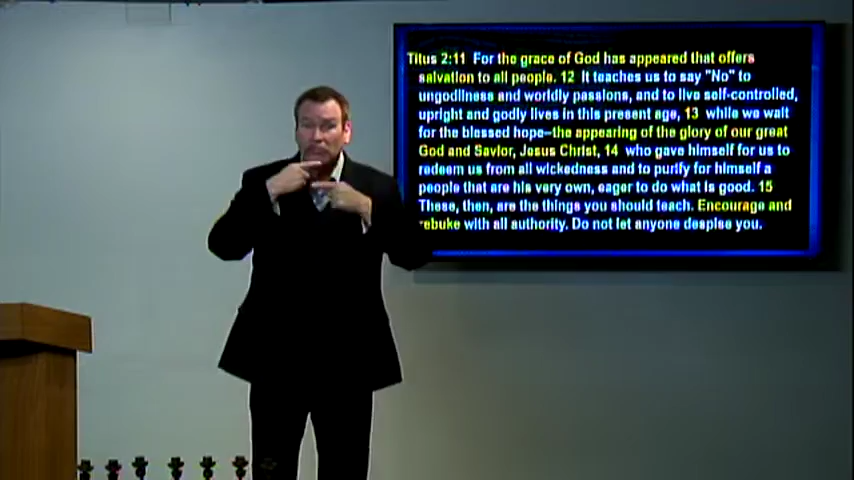 Titus 2:11 For the grace of God has appeared that offers
salvation to all people. 12 It teaches us to say "No" to
ungodliness and worldly passions, and to live self-controlled,
upright and godly lives in this present age, 13 while we wait
for the blessed hope—the appearing of the glory of our great
God and Savior, Jesus Christ, 14 who gave himself for us to
redeem us from all wickedness and to purify for himself a
people that are his very own, eager to do what is good. 15
These, then, are the things you should teach. Encourage and
rebuke with all authority. Do not let anyone despise you.